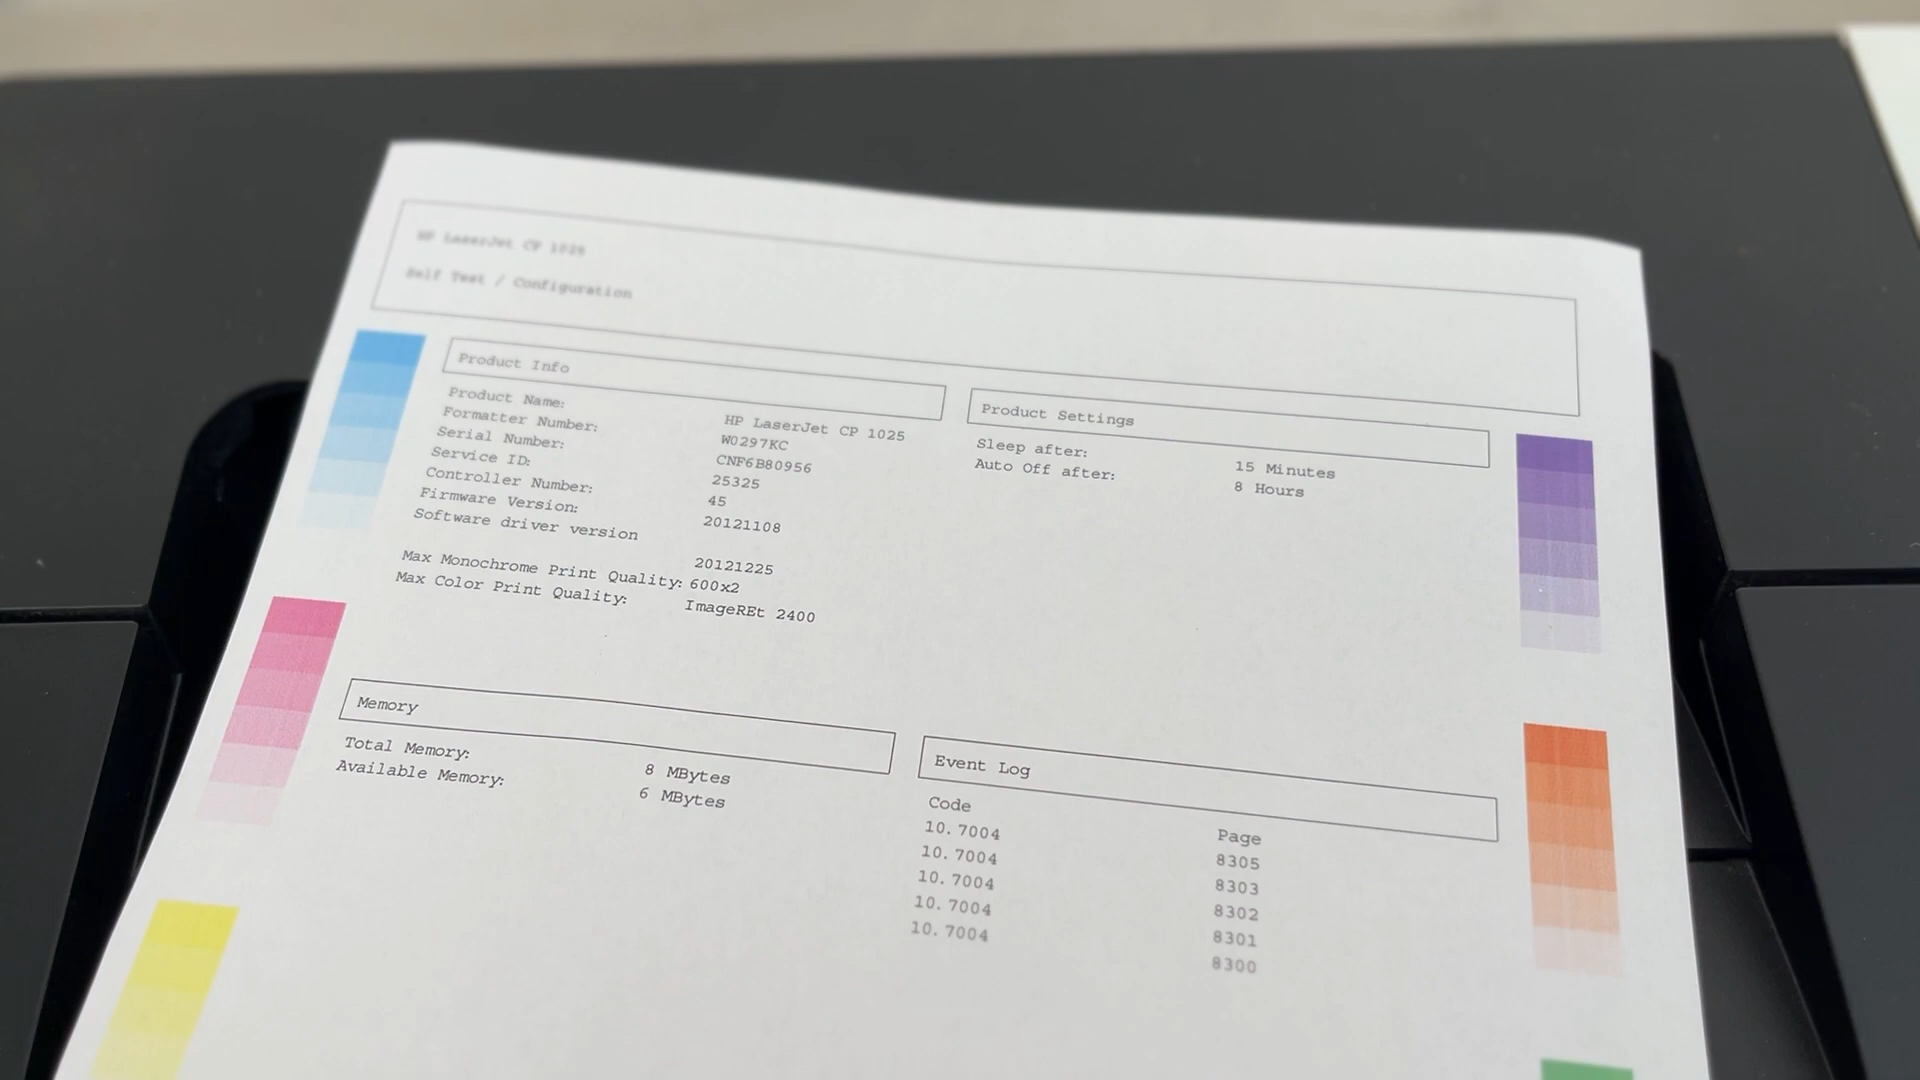 HP LaserJet CP 1025
Self Test / Configuration
Product Info
Product Name: HP LaserJet CP 1025
Formatter Number: W0297KC
Serial Number: CNF6B80956
Service ID: 25325
Controller Number: 45
Firmware Version: 20121108
Software driver version 20121225
Max Monochrome Print Quality: 600x2
Max Color Print Quality: ImageREt 2400
Product Settings
Sleep after: 15 Minutes
Auto Off after: 8 Hours
Memory
Total Memory: 8 MBytes
Available Memory: 6 MBytes
Event Log
Code Page
10.7004 8305
10.7004 8303
10.7004 8302
10.7004 8301
10.7004 8300